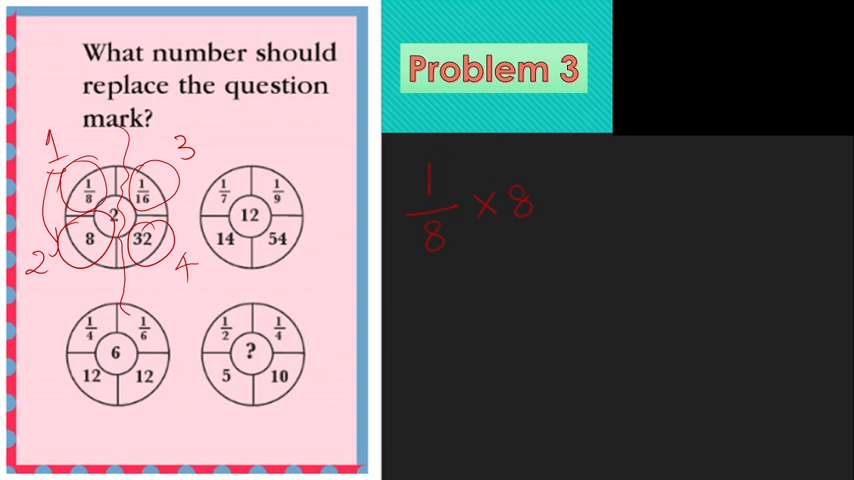 What number should
replace the question
mark?
Problem 3
1 3
1/8 1/16
2
8 32
2 4
1/7 1/9
12
14 54
1/4 1/6
6
12 12
1/2 1/4
?
5 10
1/8 × 8